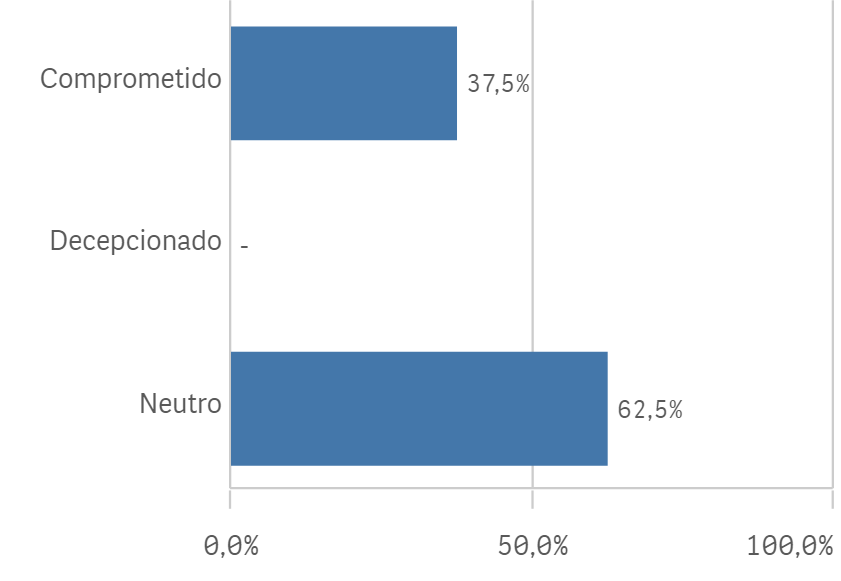 Comprometido 37,5%
Decepcionado -
Neutro 62,5%
0,0% 50,0% 100,0%